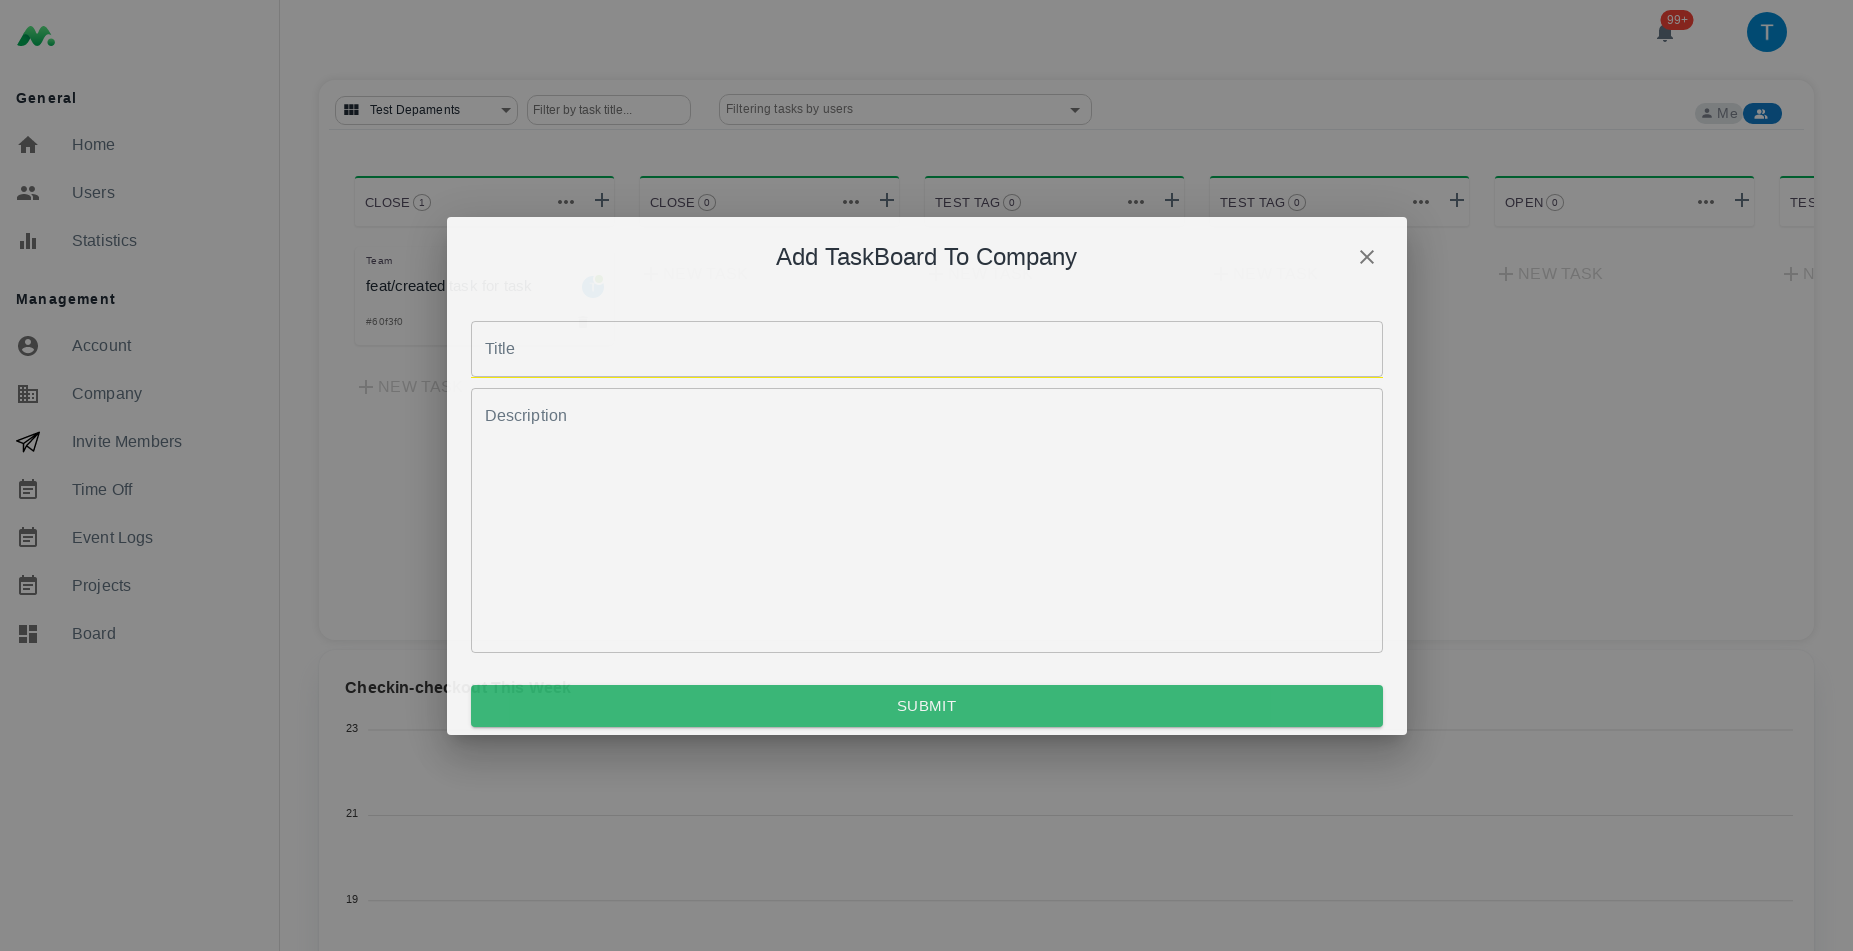 99+
T
General
Home
Users
Statistics
Management
Account
Company
Invite Members
Time Off
Event Logs
Projects
Board
Test Depaments
Filter by task title...
Filtering tasks by users
Me
CLOSE 1
CLOSE 0
TEST TAG 0
TEST TAG 0
OPEN 0
TES
Team
feat/created task for task
#60f3f0
NEW TAS
NEW TASK
N
Add TaskBoard To Company
Title
Description
SUBMIT
Checkin-checkout This Week
23
21
19